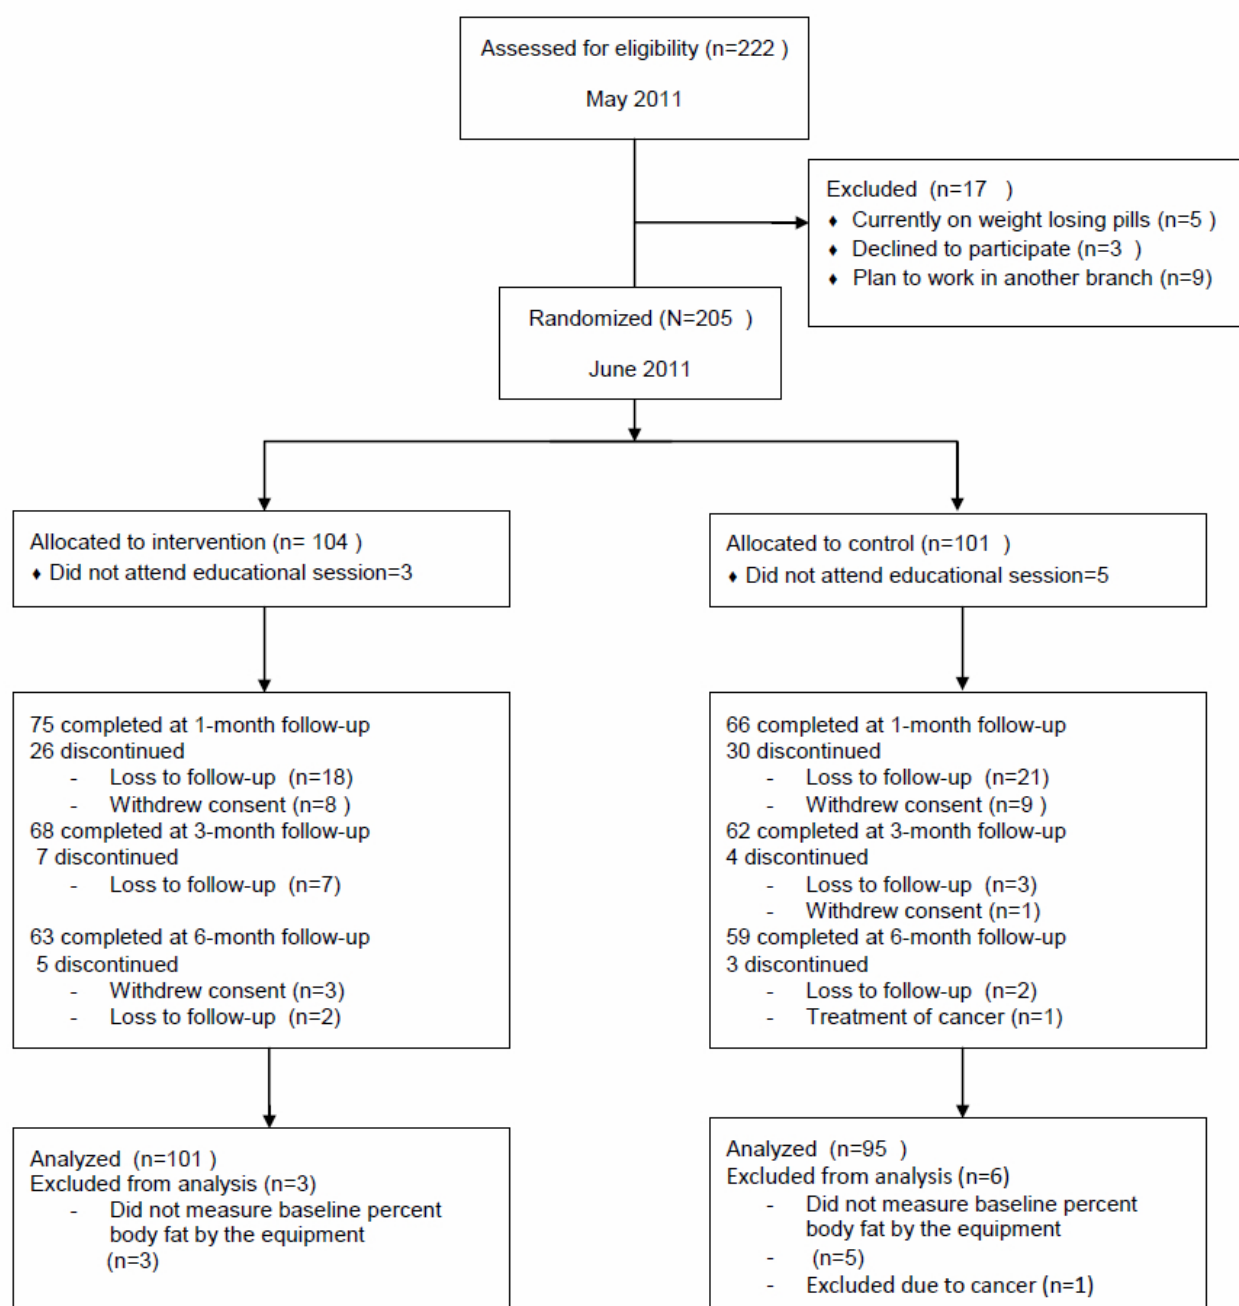 Assessed for eligibility (n=222 )
May 2011
Excluded  (n=17   )
♦ Currently on weight losing pills (n=5 )
♦ Declined to participate (n=3  )
♦ Plan to work in another branch (n=9)
Randomized (N=205  )
June 2011
Allocated to intervention (n= 104 )
♦ Did not attend educational session=3
Allocated to control (n=101  )
♦ Did not attend educational session=5
75 completed at 1-month follow-up
26 discontinued
- Loss to follow-up  (n=18)
- Withdrew consent (n=8 )
68 completed at 3-month follow-up
7 discontinued
- Loss to follow-up  (n=7)
63 completed at 6-month follow-up
5 discontinued
- Withdrew consent (n=3)
- Loss to follow-up  (n=2)
66 completed at 1-month follow-up
30 discontinued
- Loss to follow-up  (n=21)
- Withdrew consent (n=9 )
62 completed at 3-month follow-up
4 discontinued
- Loss to follow-up  (n=3)
- Withdrew consent (n=1)
59 completed at 6-month follow-up
3 discontinued
- Loss to follow-up  (n=2)
- Treatment of cancer (n=1)
Analyzed  (n=101 )
Excluded from analysis (n=3)
- Did not measure baseline percent
body fat by the equipment
(n=3)
Analyzed  (n=95  )
Excluded from analysis (n=6)
- Did not measure baseline percent
body fat by the equipment
- (n=5)
- Excluded due to cancer (n=1)